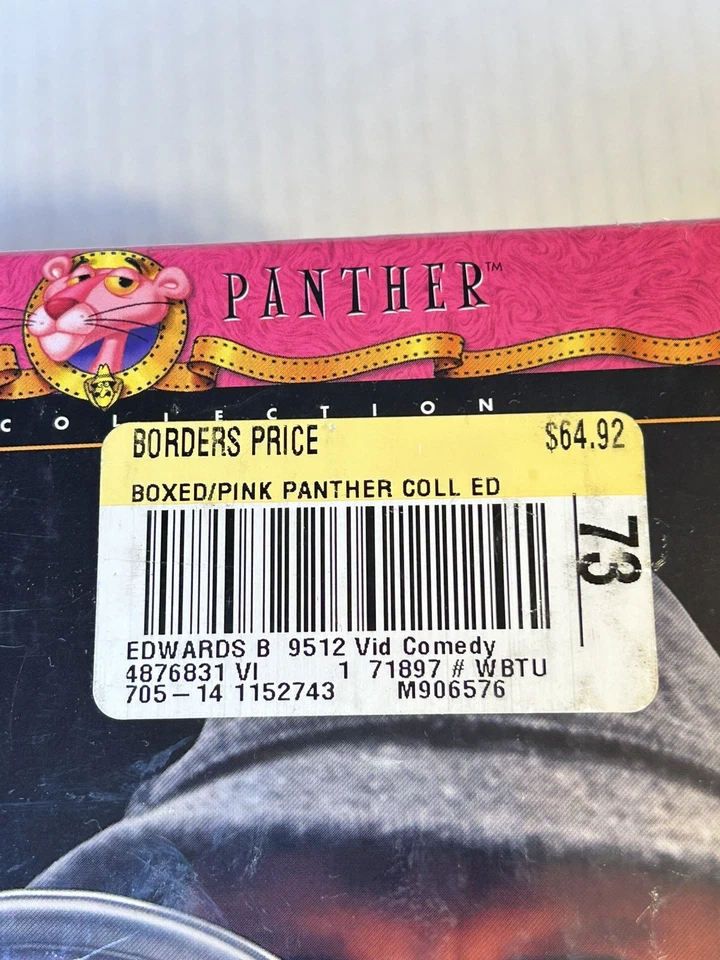 PANTHER™
COLLECTION
BORDERS PRICE $64.92
BOXED/PINK PANTHER COLL ED
73
EDWARDS B 9512 Vid Comedy
4876831 VI 1 71897 # WBTU
705-14 1152743 M906576